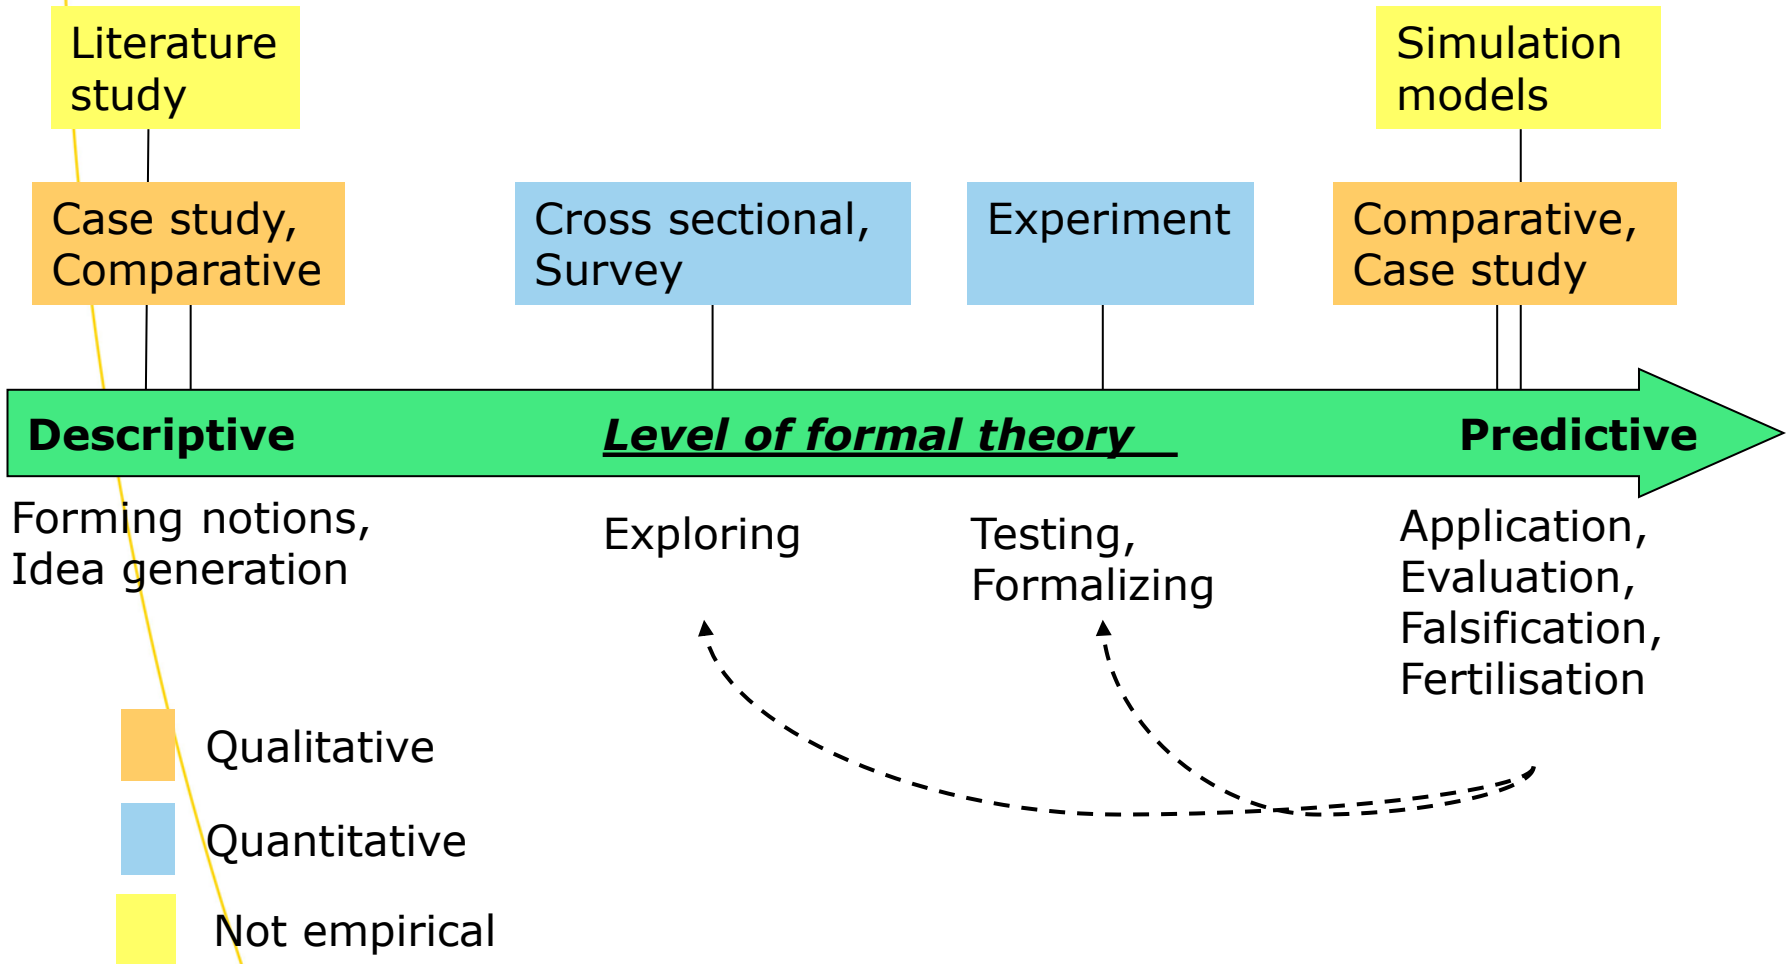 Literature
study
Simulation
models
Case study,
Comparative
Cross sectional,
Survey
Experiment
Comparative,
Case study
Descriptive
Level of formal theory
Predictive
Forming notions,
Idea generation
Exploring
Testing,
Formalizing
Application,
Evaluation,
Falsification,
Fertilisation
Qualitative
Quantitative
Not empirical